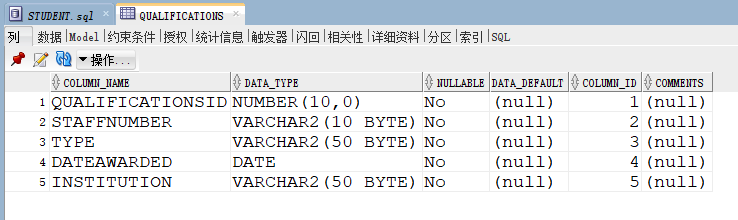 STUDENT.sql QUALIFICATIONS
列 数据 Model 约束条件 授权 统计信息 触发器 闪回 相关性 详细资料 分区 索引 SQL
操作...
COLUMN_NAME DATA_TYPE NULLABLE DATA_DEFAULT COLUMN_ID COMMENTS
1 QUALIFICATIONSID NUMBER(10,0) No (null) 1 (null)
2 STAFFNUMBER VARCHAR2(10 BYTE) No (null) 2 (null)
3 TYPE VARCHAR2(50 BYTE) No (null) 3 (null)
4 DATEAWARDED DATE No (null) 4 (null)
5 INSTITUTION VARCHAR2(50 BYTE) No (null) 5 (null)